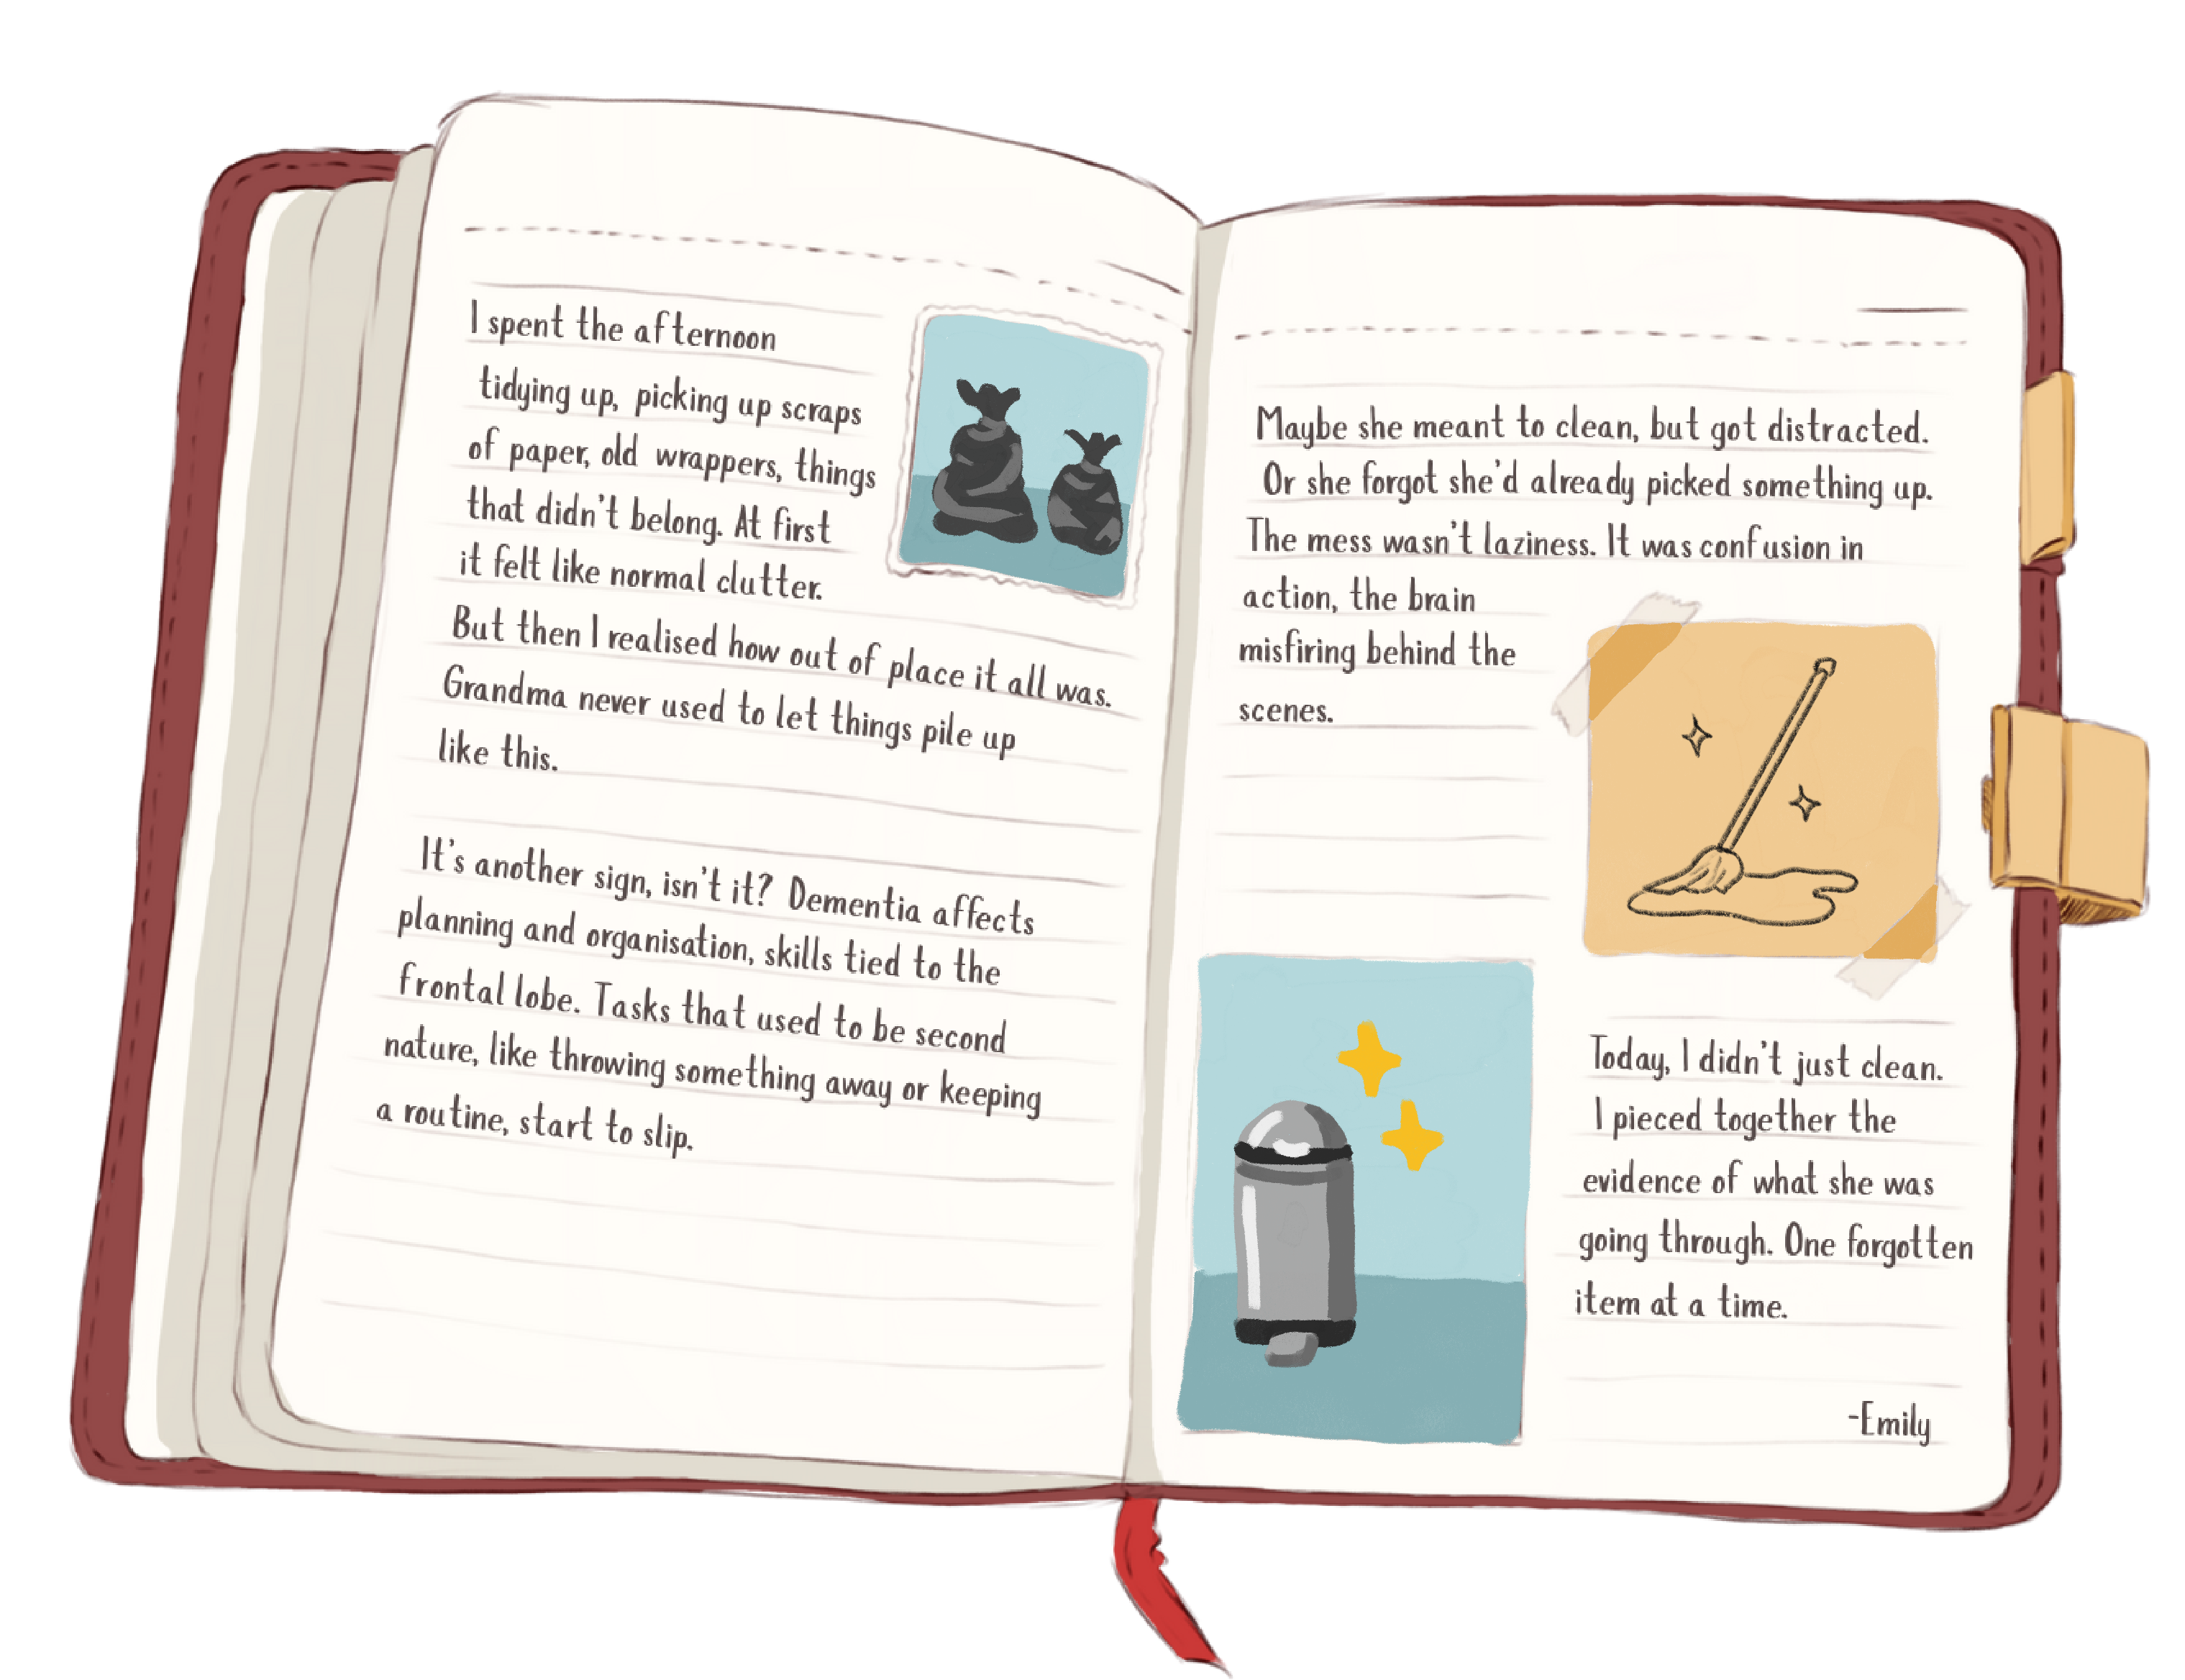 I spent the afternoon
tidying up, picking up scraps
of paper, old wrappers, things
that didn't belong. At first
it felt like normal clutter.
But then I realised how out of place it all was.
Grandma never used to let things pile up
like this.
It's another sign, isn't it? Dementia affects
planning and organisation, skills tied to the
frontal lobe. Tasks that used to be second
nature, like throwing something away or keeping
a routine, start to slip.
Maybe she meant to clean, but got distracted.
Or she forgot she'd already picked something up.
The mess wasn't laziness. It was confusion in
action, the brain
misfiring behind the
scenes.
Today, I didn't just clean.
I pieced together the
evidence of what she was
going through. One forgotten
item at a time.
-Emily